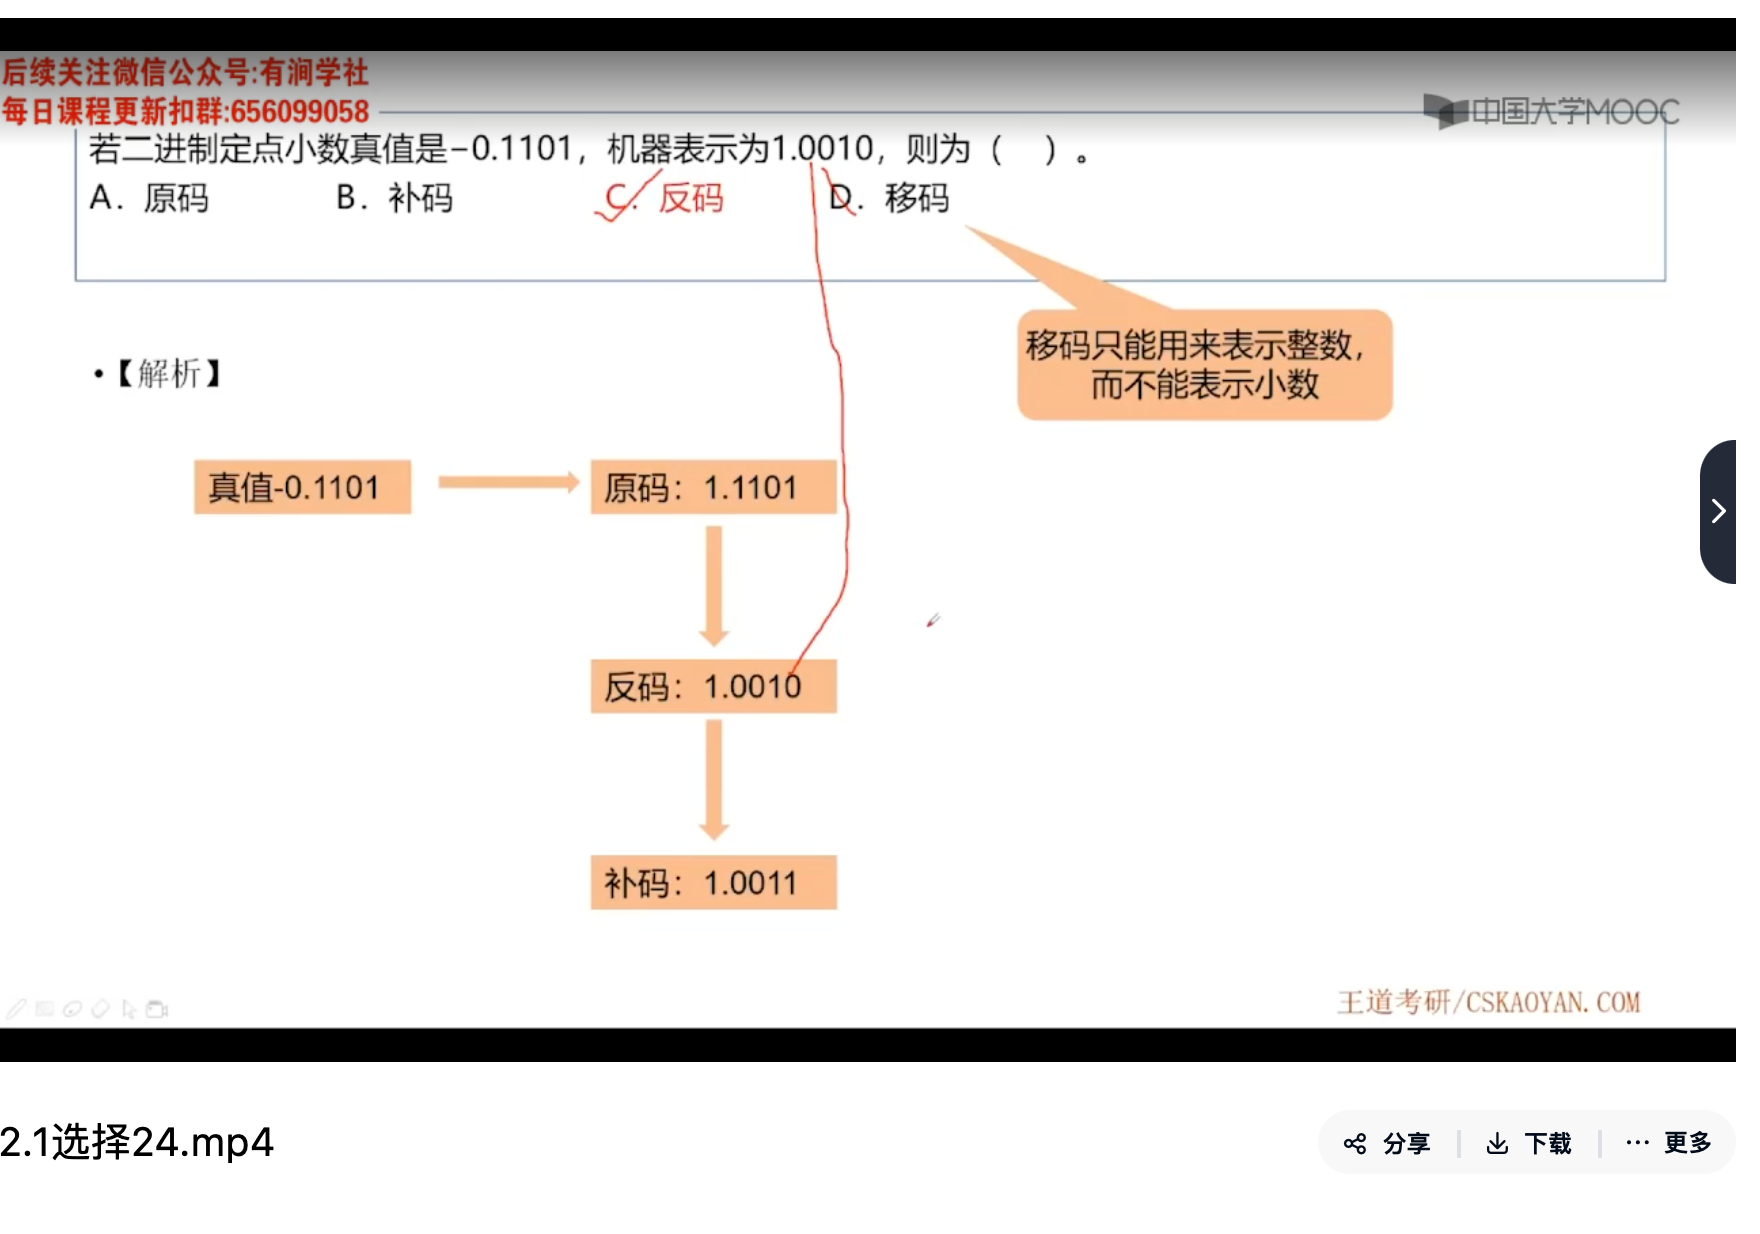 后续关注微信公众号:有涧学社
每日课程更新扣群:656099058
中国大学MOOC
若二进制定点小数真值是-0.1101，机器表示为1.0010，则为（ ）。
A. 原码 B. 补码 C. 反码 D. 移码
移码只能用来表示整数，
而不能表示小数
•【解析】
真值-0.1101
原码：1.1101
反码：1.0010
补码：1.0011
王道考研/CSKAOYAN.COM
2.1选择24.mp4
分享 下载 ··· 更多